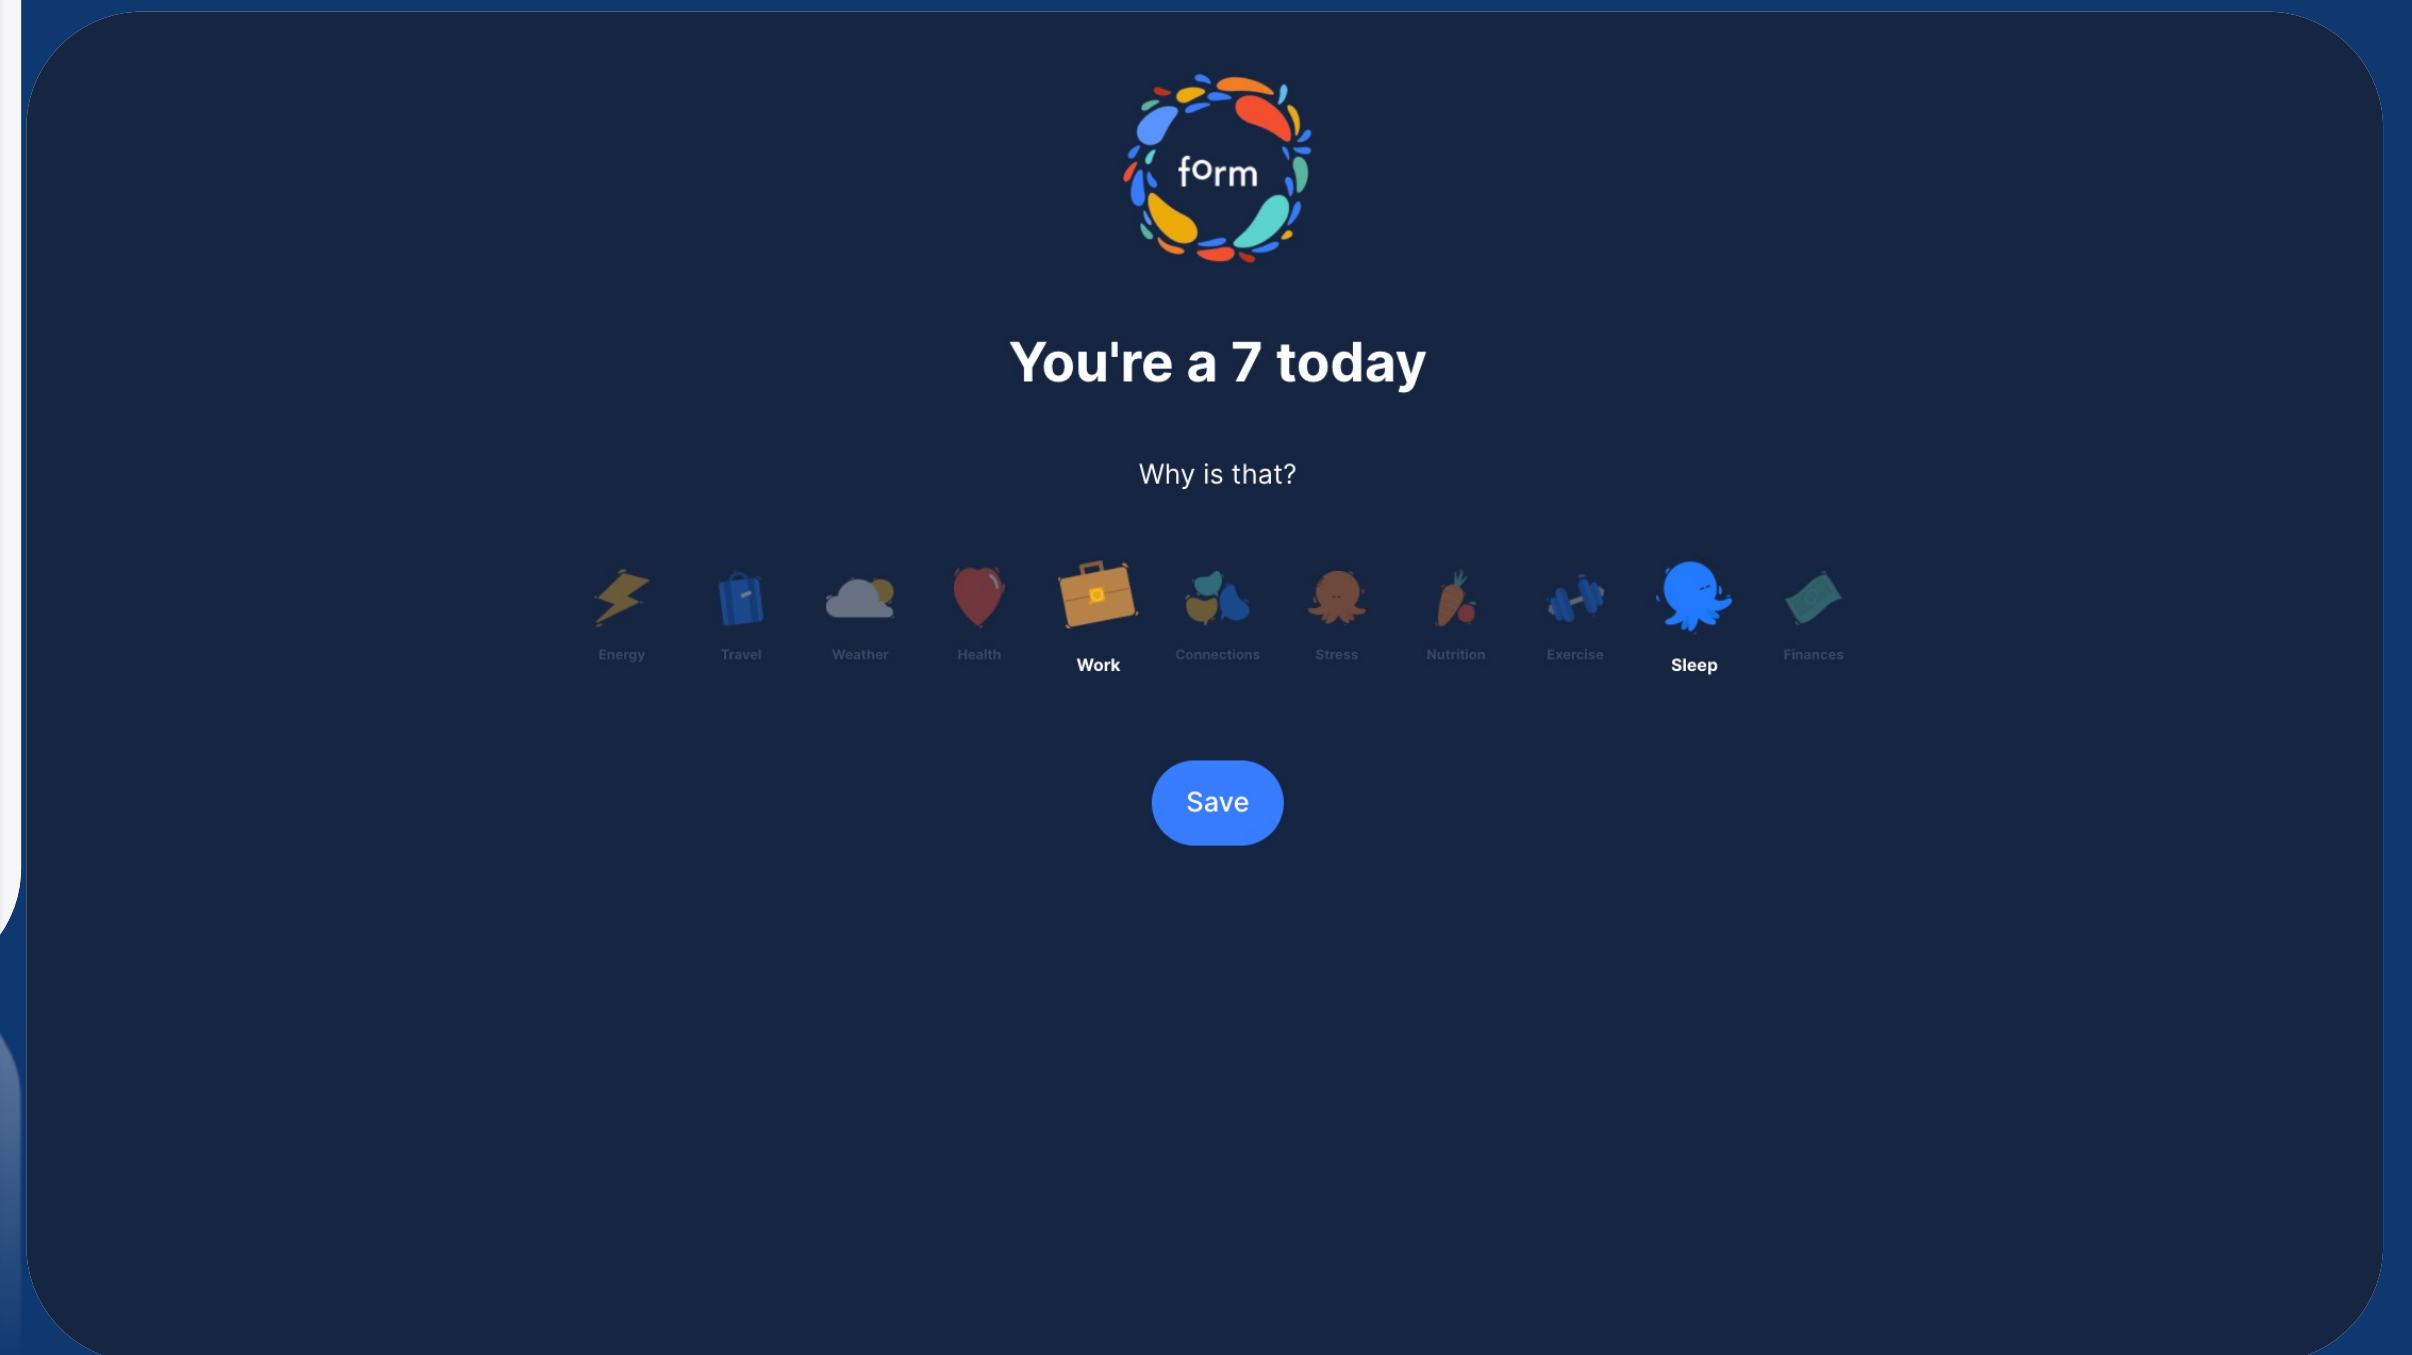 form
You're a 7 today
Why is that?
Energy Travel Weather Health Work Connections Stress Nutrition Exercise Sleep Finances
Save